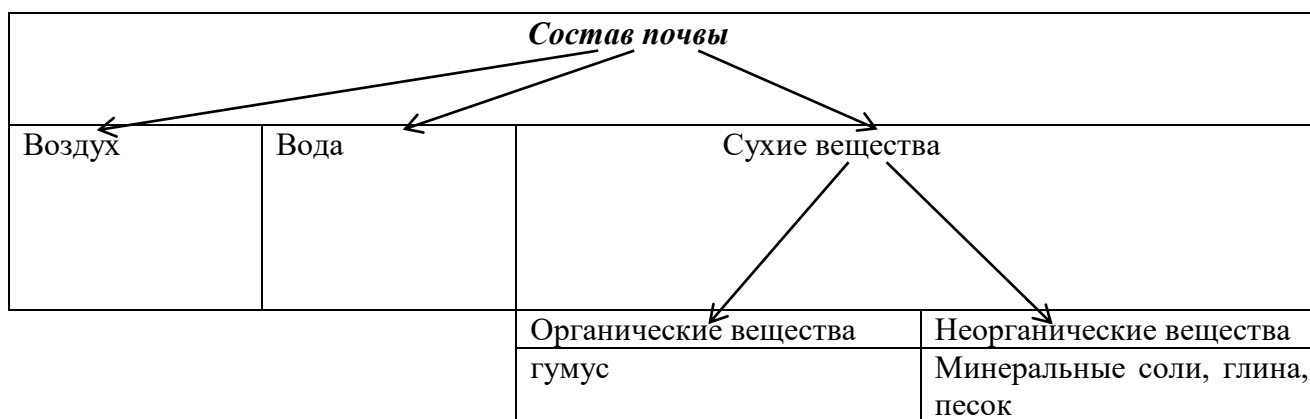 Состав почвы
Воздух
Вода
Сухие вещества
Органические вещества
Неорганические вещества
гумус
Минеральные соли, глина,
песок